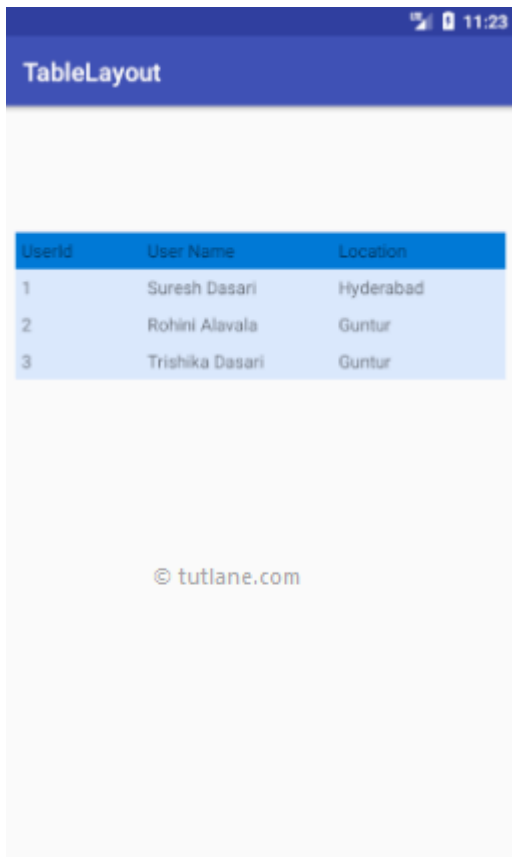 11:23
TableLayout
UserId User Name Location
1 Suresh Dasari Hyderabad
2 Rohini Alavala Guntur
3 Trishika Dasari Guntur
© tutlane.com